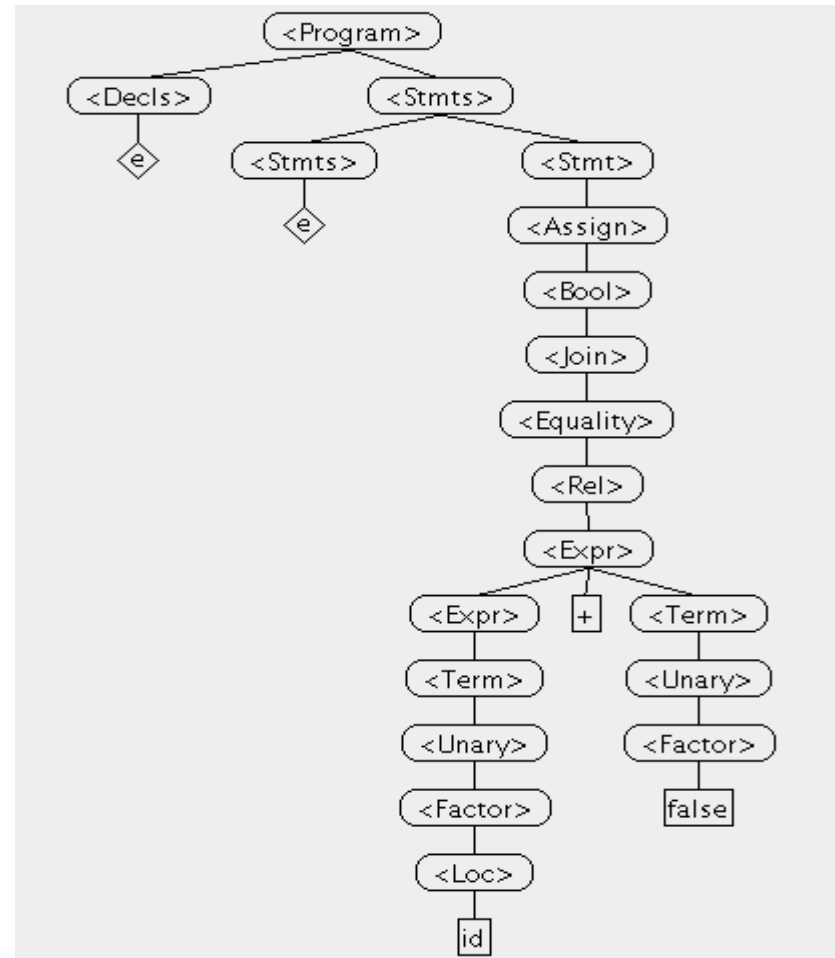 <Program>
<Decls> <Stmts>
e <Stmts> <Stmt>
e <Assign>
<Bool>
<Join>
<Equality>
<Rel>
<Expr>
<Expr> + <Term>
<Term> <Unary>
<Unary> <Factor>
<Factor> false
<Loc>
id